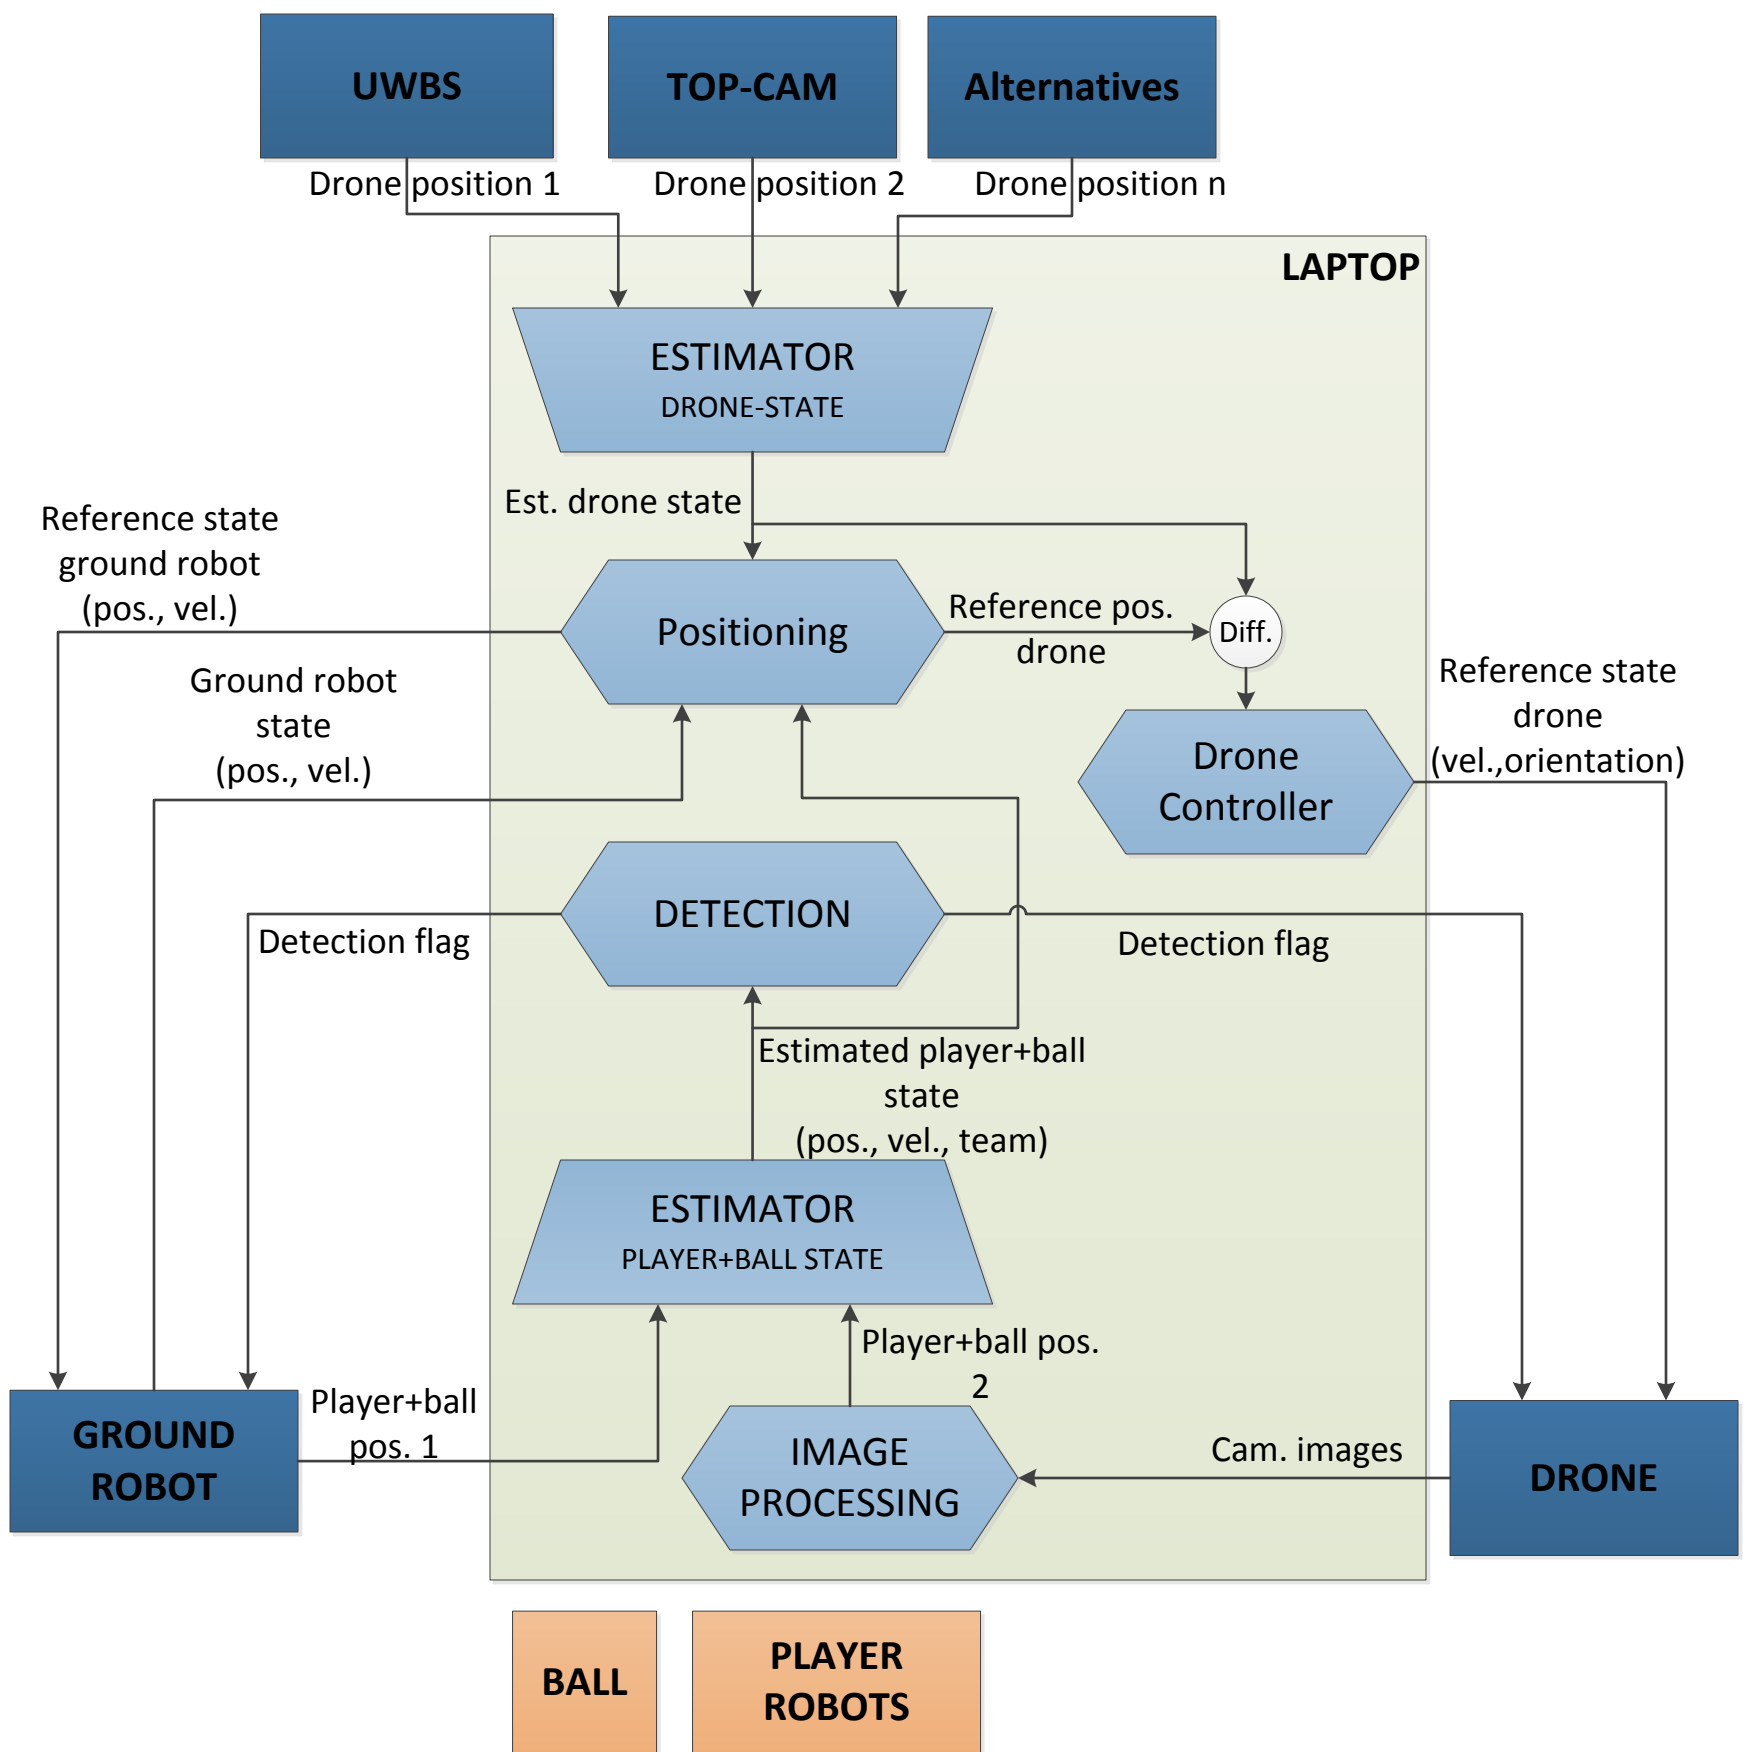 UWBS
TOP-CAM
Alternatives
Drone position 1
Drone position 2
Drone position n
LAPTOP
ESTIMATOR
DRONE-STATE
Est. drone state
Reference state
ground robot
(pos., vel.)
Positioning
Reference pos.
drone
Diff.
Ground robot
state
(pos., vel.)
Drone
Controller
Reference state
drone
(vel.,orientation)
DETECTION
Detection flag
Detection flag
Estimated player+ball
state
(pos., vel., team)
ESTIMATOR
PLAYER+BALL STATE
Player+ball pos.
2
Player+ball
pos. 1
GROUND
ROBOT
IMAGE
PROCESSING
Cam. images
DRONE
BALL
PLAYER
ROBOTS